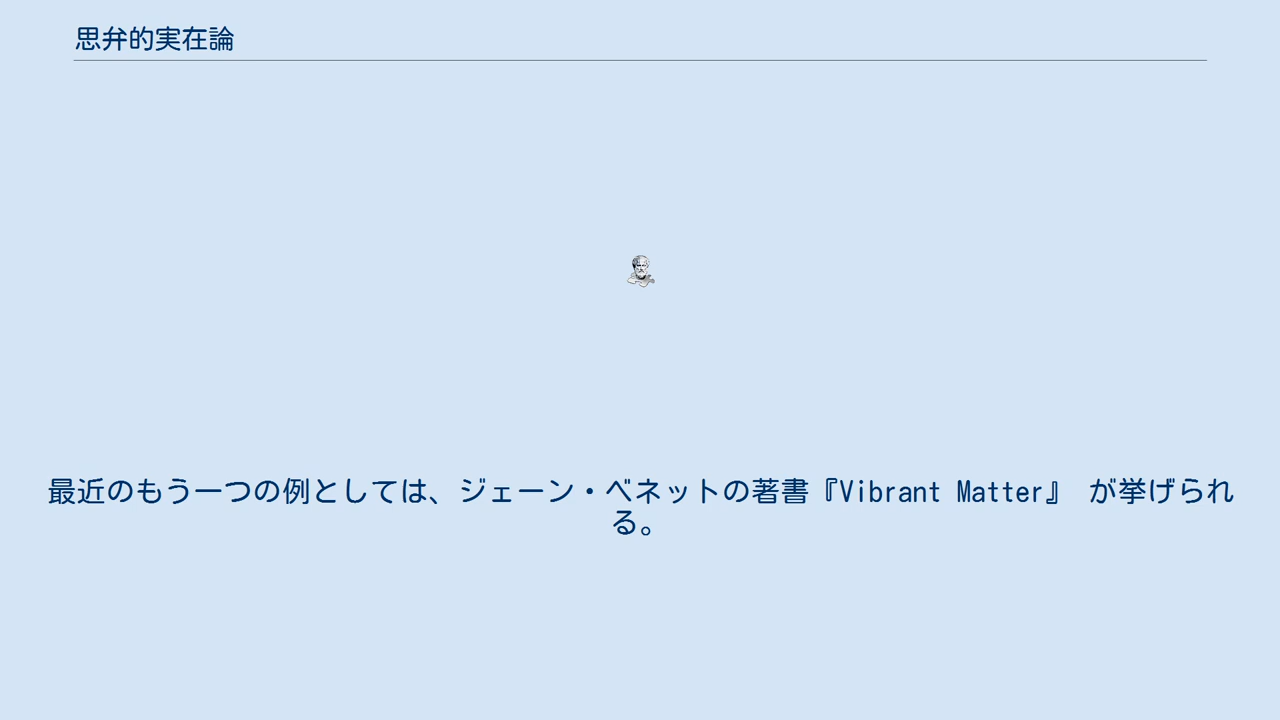 思弁的実在論
最近のもう一つの例としては、ジェーン・ベネットの著書『Vibrant Matter』 が挙げられ
る。